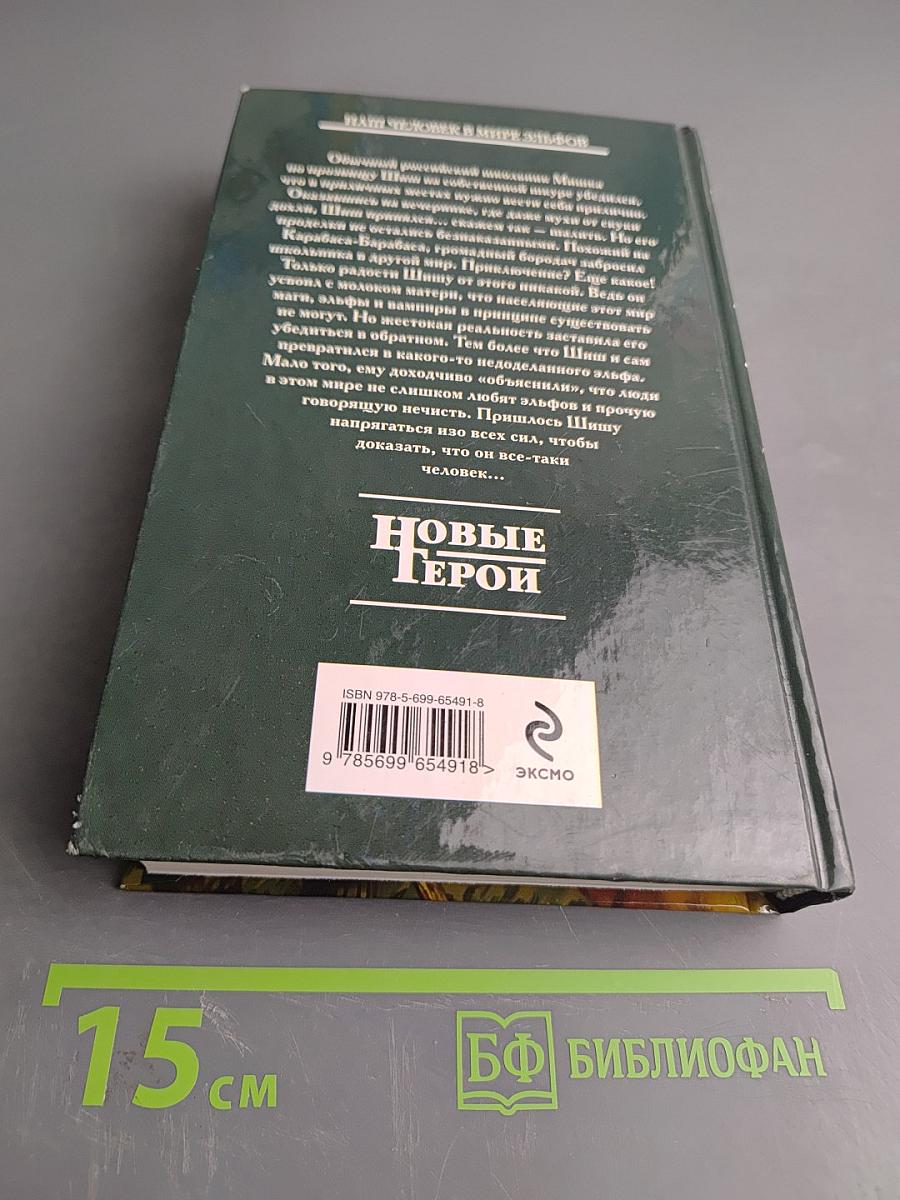 НАШ ЧЕЛОВЕК В МИРЕ ЭЛЬФОВ
Обычный российский школьник Мишка
по прозвищу Шиш на собственной шкуре убедился,
что в приличных местах нужно вести себя прилично.
Оказавшись на вечеринке, где даже мухи от скуки
дохли, Шиш принялся... скажем так — шалить. Но его
проделки не остались безнаказанными. Похожий на
Карабаса-Барабаса, громадный бородач забросил
школьника в другой мир. Приключение? Еще какое!
Только радости Шишу от этого никакой. Ведь он
усвоил с молоком матери, что населяющие этот мир
маги, эльфы и вампиры в принципе существовать
не могут. Но жестокая реальность заставила его
убедиться в обратном. Тем более что Шиш и сам
превратился в какого-то недоделанного эльфа.
Мало того, ему доходчиво «объяснили», что люди
в этом мире не слишком любят эльфов и прочую
говорящую нечисть. Пришлось Шишу
напрягаться изо всех сил, чтобы
доказать, что он все-таки
человек...
НОВЫЕ
ГЕРОИ
ISBN 978-5-699-65491-8
9 785699 654918 >
ЭКСМО
15 см
БФ БИБЛИОФАН